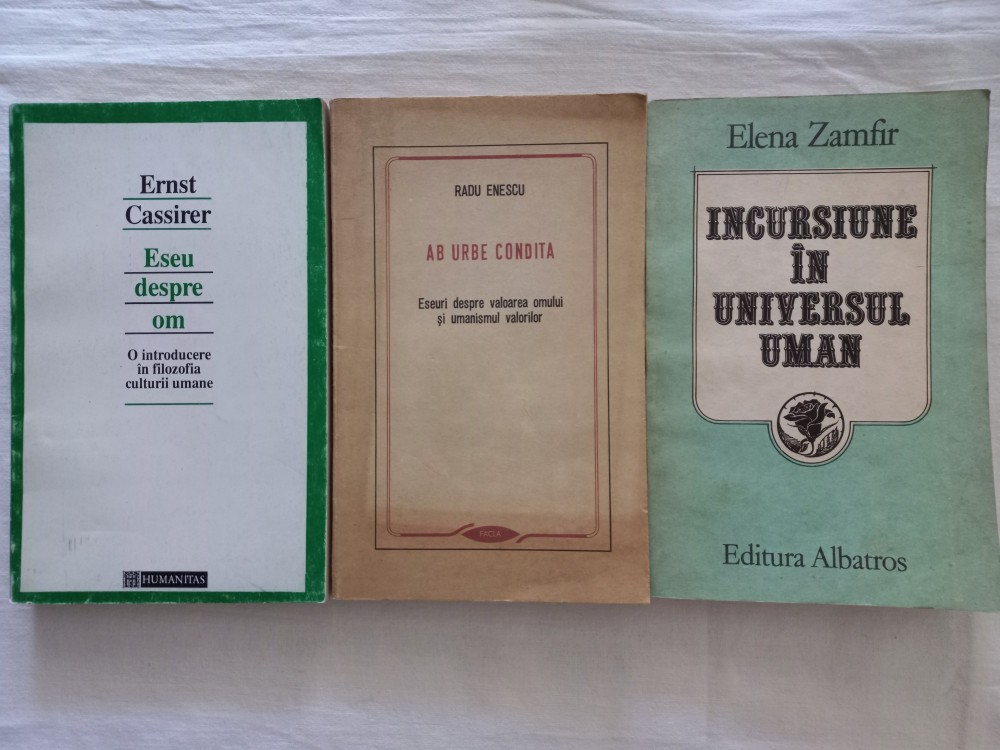 Ernst
Cassirer
Eseu
despre
om
O introducere
în filozofia
culturii umane
HUMANITAS
RADU ENESCU
AB URBE CONDITA
Eseuri despre valoarea omului
și umanismul valorilor
FACLA
Elena Zamfir
INCURSIUNE
ÎN
UNIVERSUL
UMAN
Editura Albatros